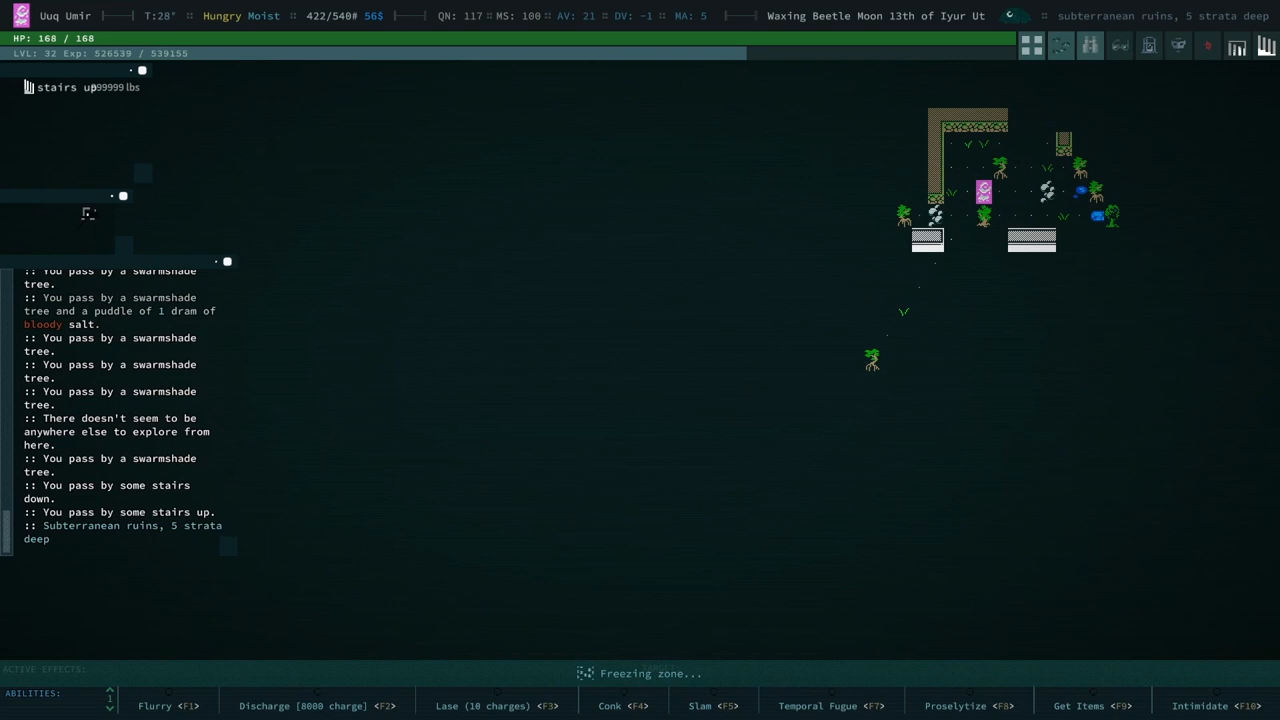 Uuq Umir T:28° Hungry Moist 422/540# 56$ QN: 117 MS: 100 AV: 21 DV: -1 MA: 5 Waxing Beetle Moon 13th of Iyur Ut subterranean ruins, 5 strata deep
HP: 168 / 168
LVL: 32 Exp: 526539 / 539155
stairs up 999999 lbs
:: You pass by a swarmshade
tree.
:: You pass by a swarmshade
tree and a puddle of 1 dram of
bloody salt.
:: You pass by a swarmshade
tree.
:: You pass by a swarmshade
tree.
:: You pass by a swarmshade
tree.
:: There doesn't seem to be
anywhere else to explore from
here.
:: You pass by a swarmshade
tree.
:: You pass by some stairs
down.
:: You pass by some stairs up.
:: Subterranean ruins, 5 strata
deep
ACTIVE EFFECTS:
Freezing zone...
ABILITIES: 1 Flurry <F1> Discharge [8000 charge] <F2> Lase (10 charges) <F3> Conk <F4> Slam <F5> Temporal Fugue <F7> Proselytize <F8> Get Items <F9> Intimidate <F10>